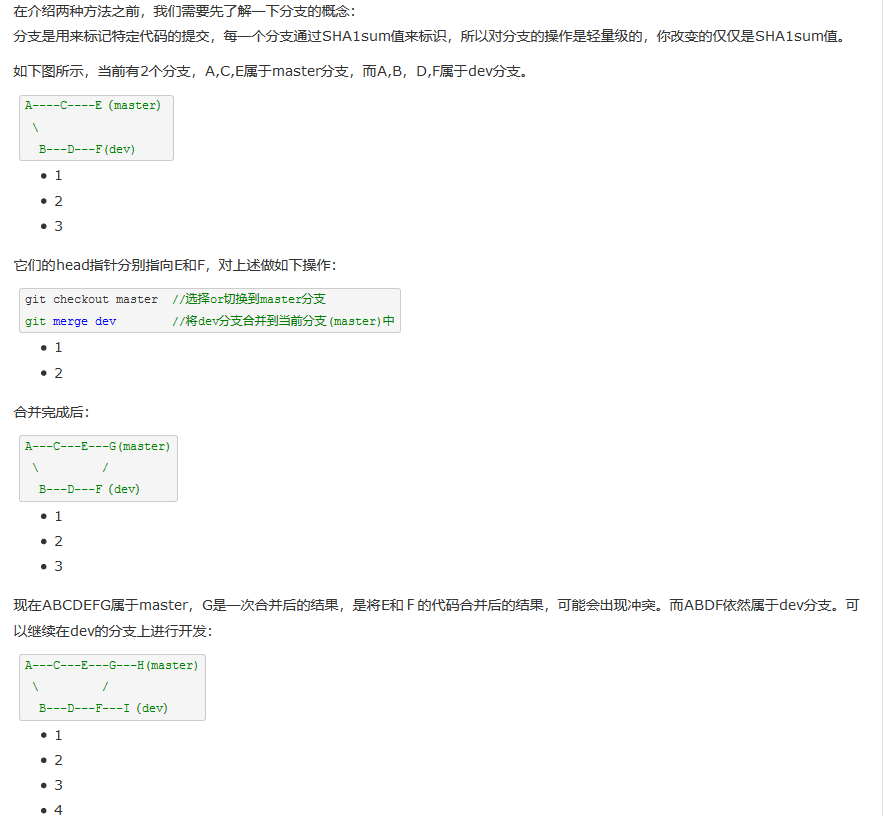 在介绍两种方法之前，我们需要先了解一下分支的概念：
分支是用来标记特定代码的提交，每一个分支通过SHA1sum值来标识，所以对分支的操作是轻量级的，你改变的仅仅是SHA1sum值。
如下图所示，当前有2个分支，A,C,E属于master分支，而A,B，D,F属于dev分支。
A----C----E (master)
 \
  B---D---F(dev)
• 1
• 2
• 3
它们的head指针分别指向E和F，对上述做如下操作：
git checkout master  //选择or切换到master分支
git merge dev        //将dev分支合并到当前分支(master)中
• 1
• 2
合并完成后：
A---C---E---G(master)
 \         /
  B---D---F (dev)
• 1
• 2
• 3
现在ABCDEFG属于master，G是一次合并后的结果，是将E和Ｆ的代码合并后的结果，可能会出现冲突。而ABDF依然属于dev分支。可
以继续在dev的分支上进行开发：
A---C---E---G---H(master)
 \         /
  B---D---F---I (dev)
• 1
• 2
• 3
• 4